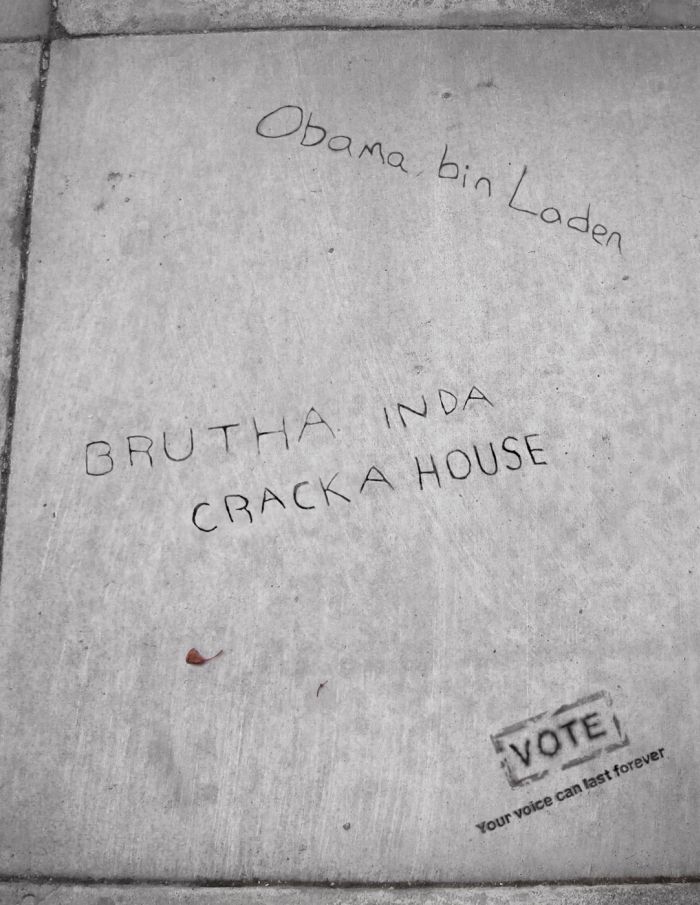 Obama bin Laden
BRUTHA INDA
CRACKA HOUSE
VOTE
Your voice can last forever